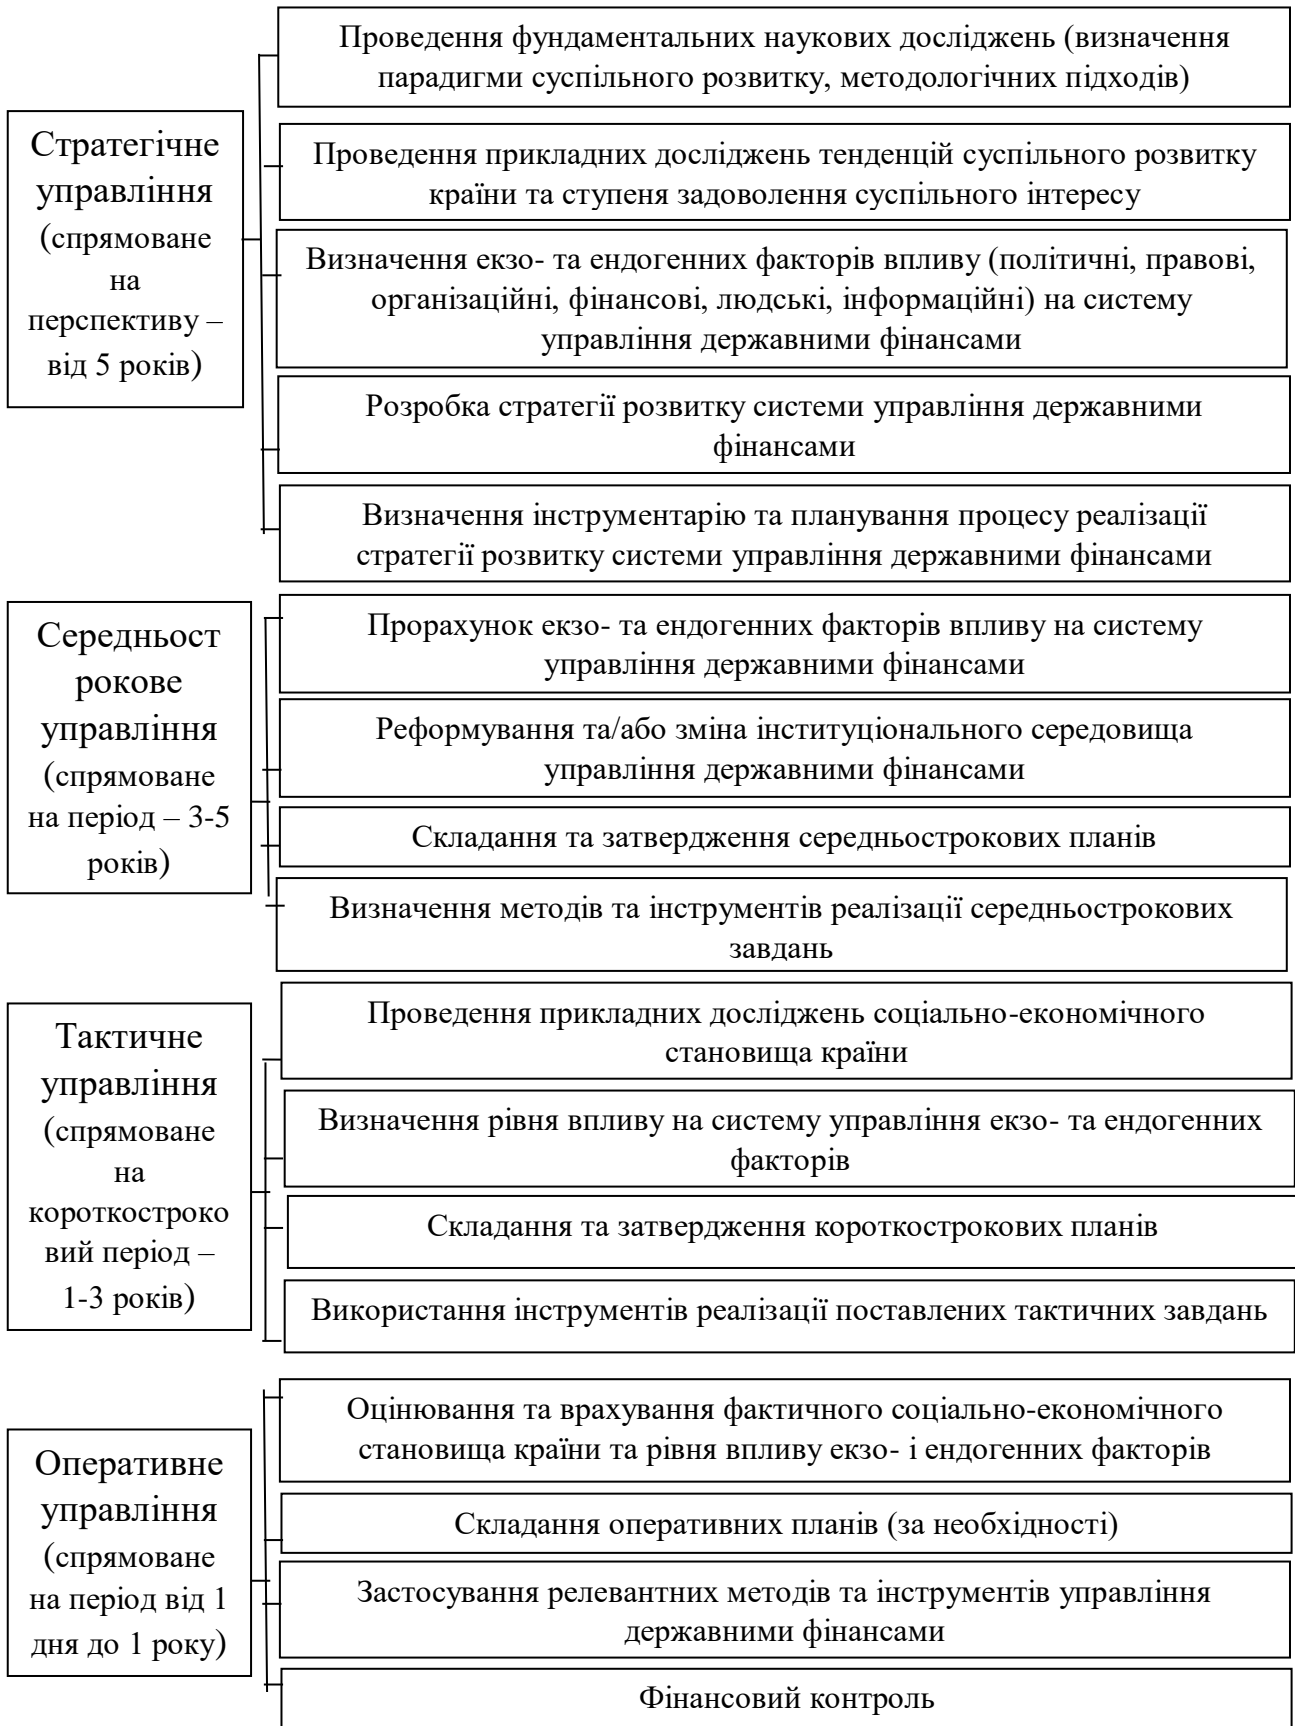 Стратегічне
управління
(спрямоване
на
перспективу –
від 5 років)
Проведення фундаментальних наукових досліджень (визначення
парадигми суспільного розвитку, методологічних підходів)
Проведення прикладних досліджень тенденцій суспільного розвитку
країни та ступеня задоволення суспільного інтересу
Визначення екзо- та ендогенних факторів впливу (політичні, правові,
організаційні, фінансові, людські, інформаційні) на систему
управління державними фінансами
Розробка стратегії розвитку системи управління державними
фінансами
Визначення інструментарію та планування процесу реалізації
стратегії розвитку системи управління державними фінансами
Середньост
рокове
управління
(спрямоване
на період – 3-5
років)
Прорахунок екзо- та ендогенних факторів впливу на систему
управління державними фінансами
Реформування та/або зміна інституціонального середовища
управління державними фінансами
Складання та затвердження середньострокових планів
Визначення методів та інструментів реалізації середньострокових
завдань
Тактичне
управління
(спрямоване
на
короткостроко
вий період –
1-3 років)
Проведення прикладних досліджень соціально-економічного
становища країни
Визначення рівня впливу на систему управління екзо- та ендогенних
факторів
Складання та затвердження короткострокових планів
Використання інструментів реалізації поставлених тактичних завдань
Оперативне
управління
(спрямоване
на період від 1
дня до 1 року)
Оцінювання та врахування фактичного соціально-економічного
становища країни та рівня впливу екзо- і ендогенних факторів
Складання оперативних планів (за необхідності)
Застосування релевантних методів та інструментів управління
державними фінансами
Фінансовий контроль